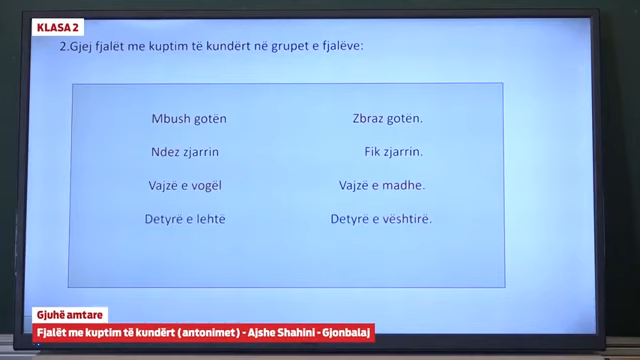 KLASA 2
2.Gjej fjalët me kuptim të kundërt në grupet e fjalëve:
Mbush gotën Zbraz gotën.
Ndez zjarrin Fik zjarrin.
Vajzë e vogël Vajzë e madhe.
Detyrë e lehtë Detyrë e vështirë.
Gjuhë amtare
Fjalët me kuptim të kundërt (antonimet) - Ajshe Shahini - Gjonbalaj